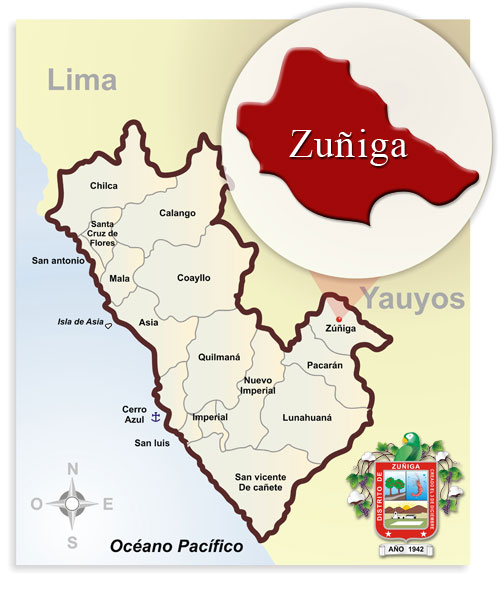 Lima
Zuñiga
Chilca
Calango
Santa
Cruz de
Flores
San antonio
Mala
Coayllo
Isla de Asia
Asia
Yauyos
Zúñiga
Quilmaná
Pacarán
Nuevo
Imperial
Cerro
Azul
Imperial
Lunahuaná
San luis
San vicente
De cañete
N
O
E
S
Océano Pacífico
ZUÑIGA
DISTRITO DE
AÑO 1942